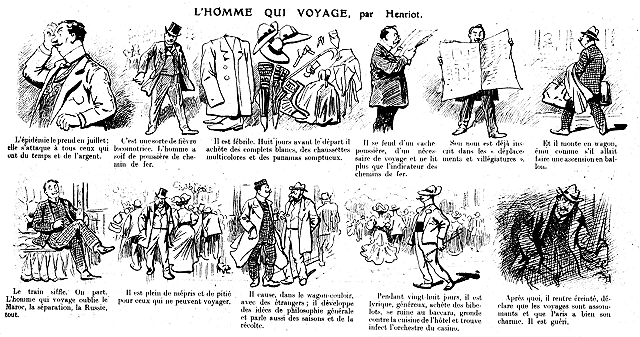 L'HOMME QUI VOYAGE, par Henriot.
L'épidémie le prend en juillet;
elle s'attaque à tous ceux qui
ont du temps et de l'argent.
C'est une sorte de fièvre
locomotrice. L'homme a
soif de poussière de che-
min de fer.
Il est fébrile. Huit jours avant le départ il
achète des complets blancs, des chaussettes
multicolores et des panamas somptueux.
Il se fend d'un cache
poussière, d'un néces-
saire de voyage et ne lit
plus que l'indicateur des
chemins de fer.
Son nom est déjà ins-
crit dans les « déplace-
ments et villégiatures ».
Et il monte en wagon,
ému comme s'il allait
faire une ascension en bal-
lon.
Le train siffle. On part.
L'homme qui voyage oublie le
Maroc, la séparation, la Russie,
tout.
Il est plein de mépris et de pitié
pour ceux qui ne peuvent voyager.
Il cause, dans le wagon-couloir,
avec des étrangers; il développe
des idées de philosophie générale
et parle aussi des saisons et de la
récolte.
Pendant vingt-huit jours, il est
lyrique, généreux, achète des bibe-
lots, se ruine au baccara, gronde
contre la cuisine de l'hôtel et trouve
infect l'orchestre du casino.
Après quoi, il rentre éreinté, dé-
clare que les voyages sont assom-
mants et que Paris a bien son
charme. Il est guéri.